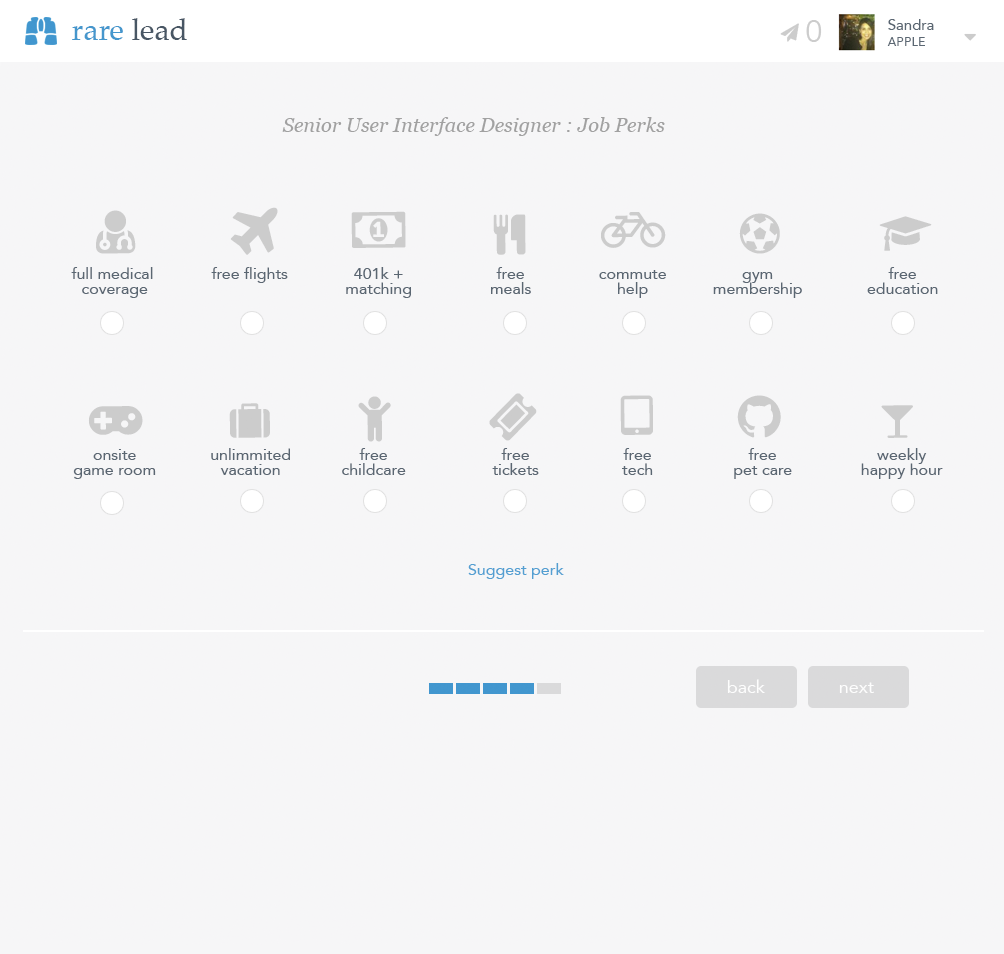 rare lead
0
Sandra
APPLE
Senior User Interface Designer : Job Perks
full medical
coverage
free flights
401k +
matching
1
free
meals
commute
help
gym
membership
free
education
onsite
game room
unlimmited
vacation
free
childcare
free
tickets
free
tech
free
pet care
weekly
happy hour
Suggest perk
back
next